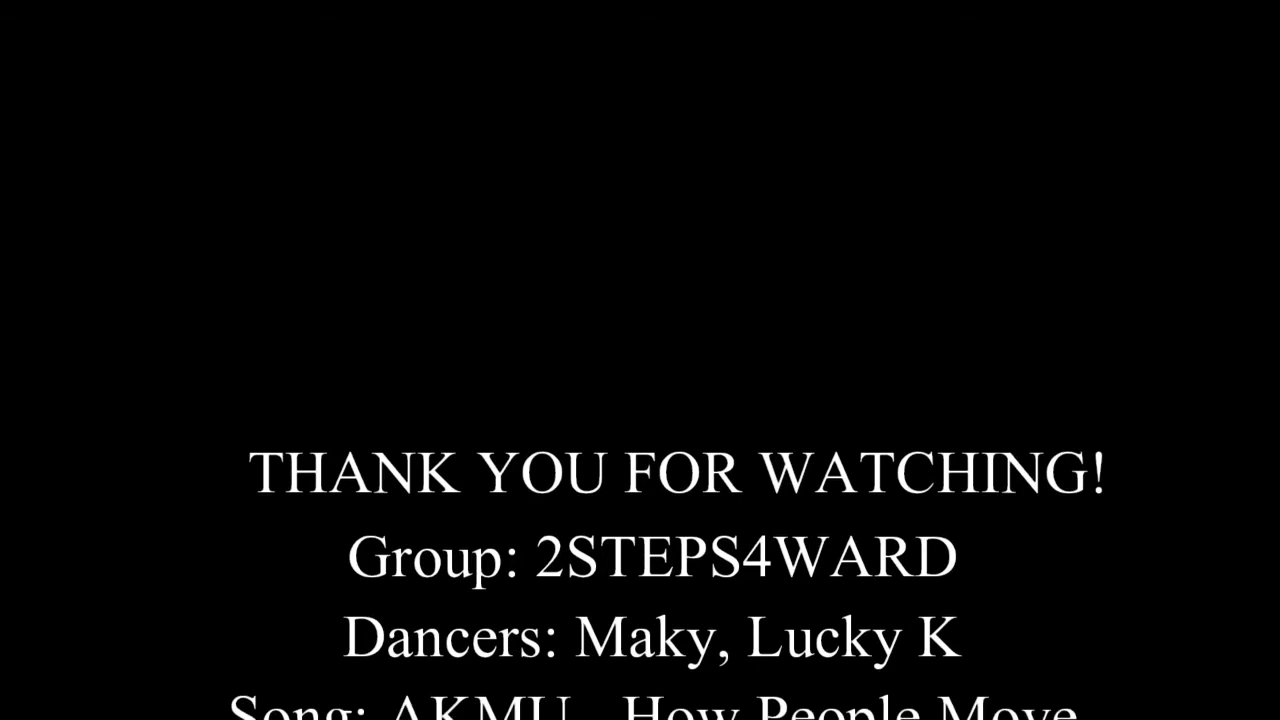 THANK YOU FOR WATCHING!
Group: 2STEPS4WARD
Dancers: Maky, Lucky K
Song: AKMU - How People Move